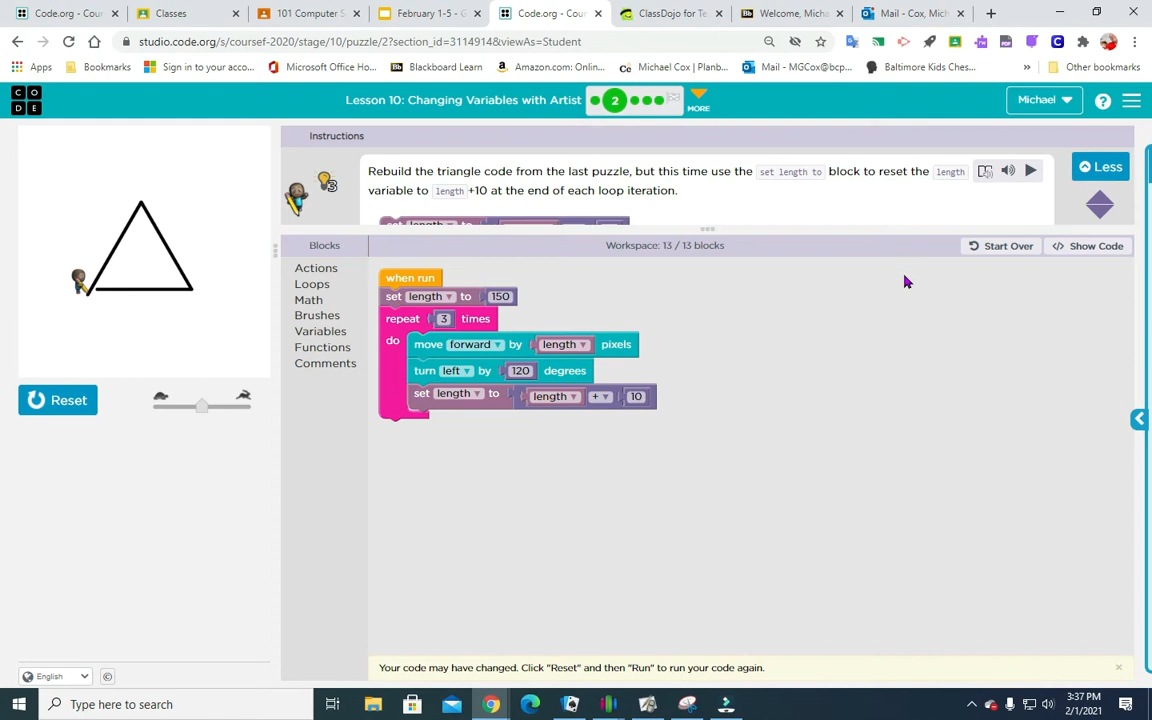 Code.org - Cour
Classes
101 Computer S
February 1-5 - G
Code.org - Cour
ClassDojo for Te
Welcome, Micha
Mail - Cox, Mich
studio.code.org/s/coursef-2020/stage/10/puzzle/2?section_id=3114914&viewAs=Student
Apps
Bookmarks
Sign in to your acco...
Microsoft Office Ho...
Blackboard Learn
Amazon.com: Onlin...
Michael Cox | Planb...
MP@Cox - MGCox@bcp...
Baltimore Kids Ches...
Other bookmarks
CO
DE
Lesson 10: Changing Variables with Artist
2
MORE
Michael
Instructions
3
Rebuild the triangle code from the last puzzle, but this time use the set length to block to reset the length
variable to length +10 at the end of each loop iteration.
Less
Blocks
Workspace: 13 / 13 blocks
Start Over
Show Code
Actions
Loops
Math
Brushes
Variables
Functions
Comments
when run
set length to 150
repeat 3 times
do
move forward by length pixels
turn left by 120 degrees
set length to length + 10
Reset
Your code may have changed. Click "Reset" and then "Run" to run your code again.
English
Type here to search
3:37 PM
2/1/2021